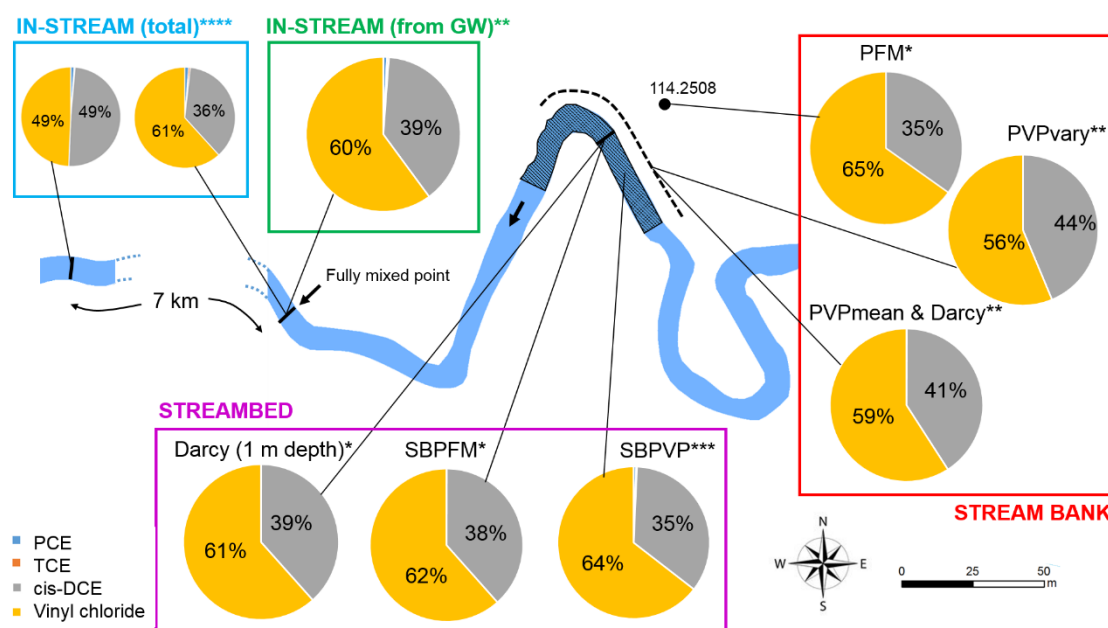 IN-STREAM (total)****
49%
49%
61%
36%
IN-STREAM (from GW)**
60%
39%
114.2508
PFM*
35%
65%
PVPvary**
44%
56%
PVPmean & Darcy**
41%
59%
STREAM BANK
Fully mixed point
7 km
STREAMBED
Darcy (1 m depth)*
39%
61%
SBPFM*
38%
62%
SBPVP***
35%
64%
PCE
TCE
cis-DCE
Vinyl chloride
N
W
E
S
0
25
50
m